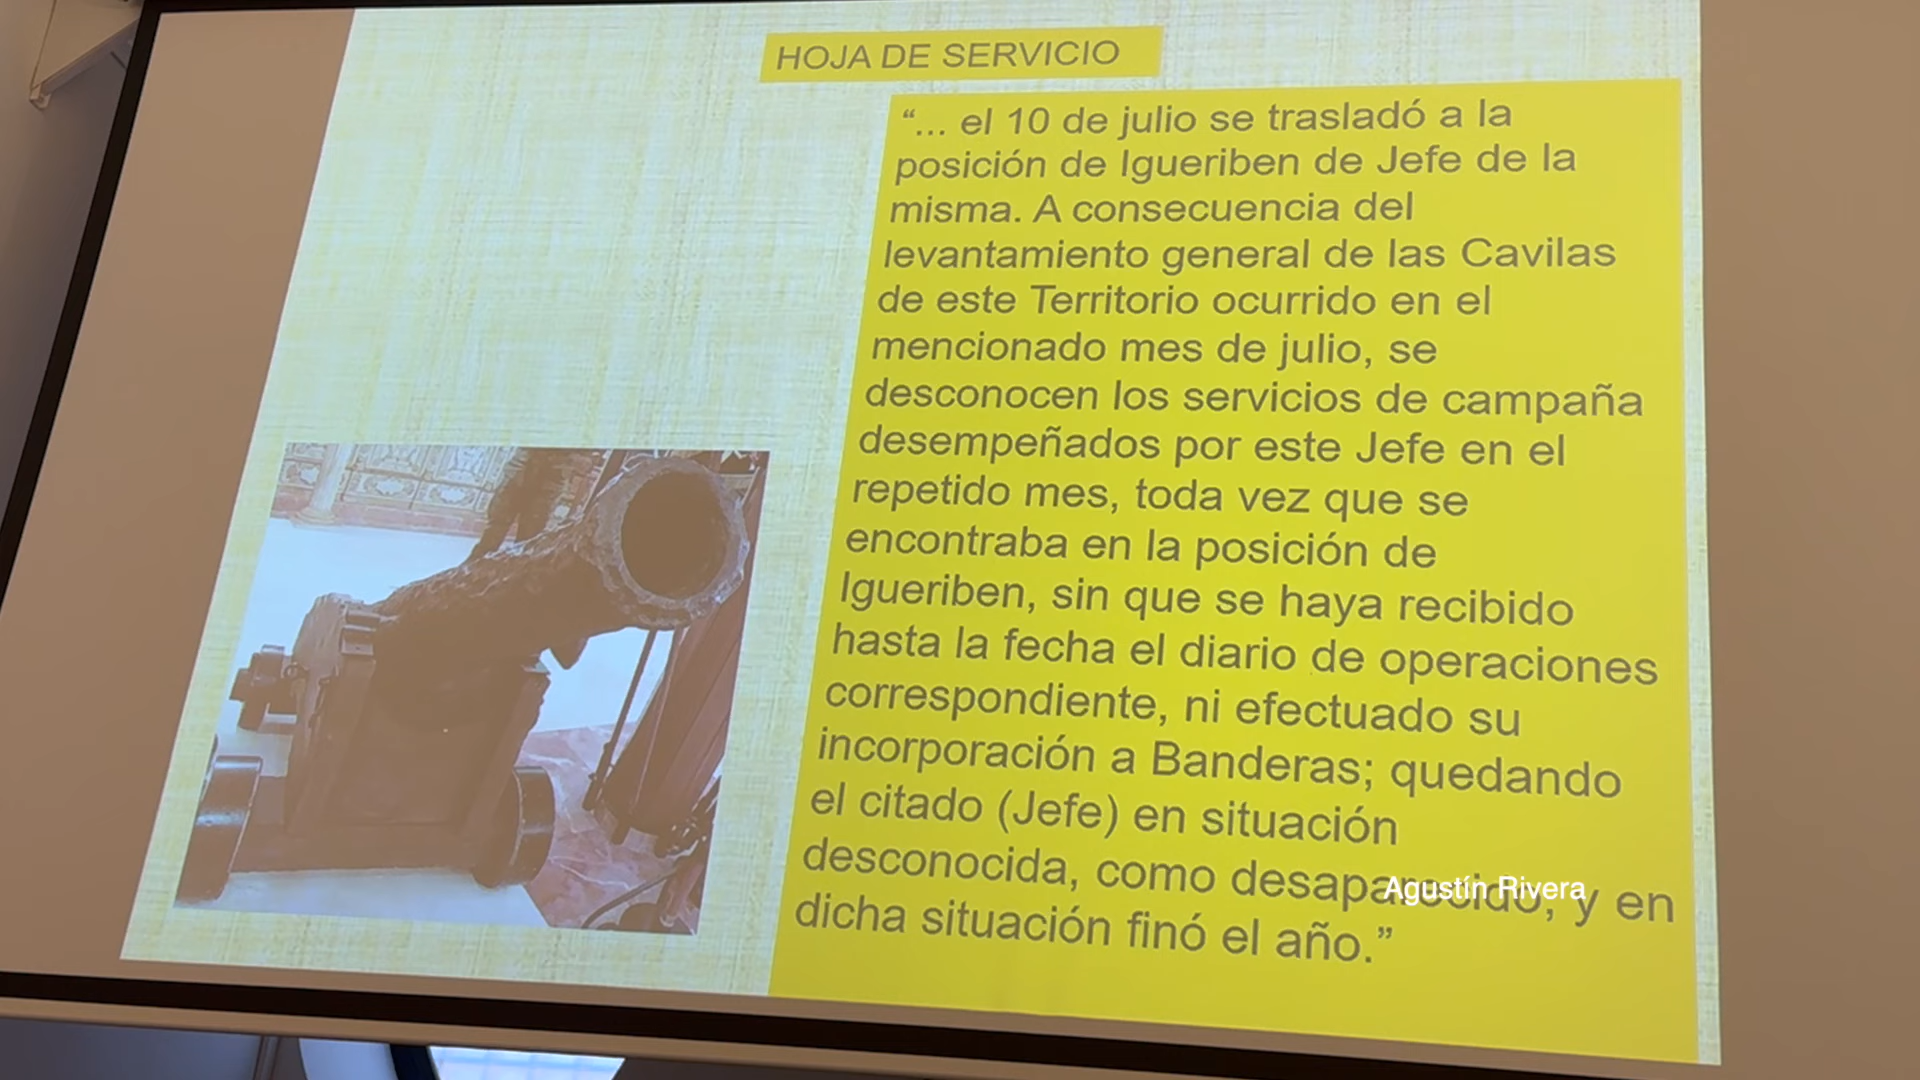 HOJA DE SERVICIO
“... el 10 de julio se trasladó a la
posición de Igueriben de Jefe de la
misma. A consecuencia del
levantamiento general de las Cavilas
de este Territorio ocurrido en el
mencionado mes de julio, se
desconocen los servicios de campaña
desempeñados por este Jefe en el
repetido mes, toda vez que se
encontraba en la posición de
Igueriben, sin que se haya recibido
hasta la fecha el diario de operaciones
correspondiente, ni efectuado su
incorporación a Banderas; quedando
el citado (Jefe) en situación
desconocida, como desaparecido, y en
dicha situación finó el año.”
Agustín Rivera